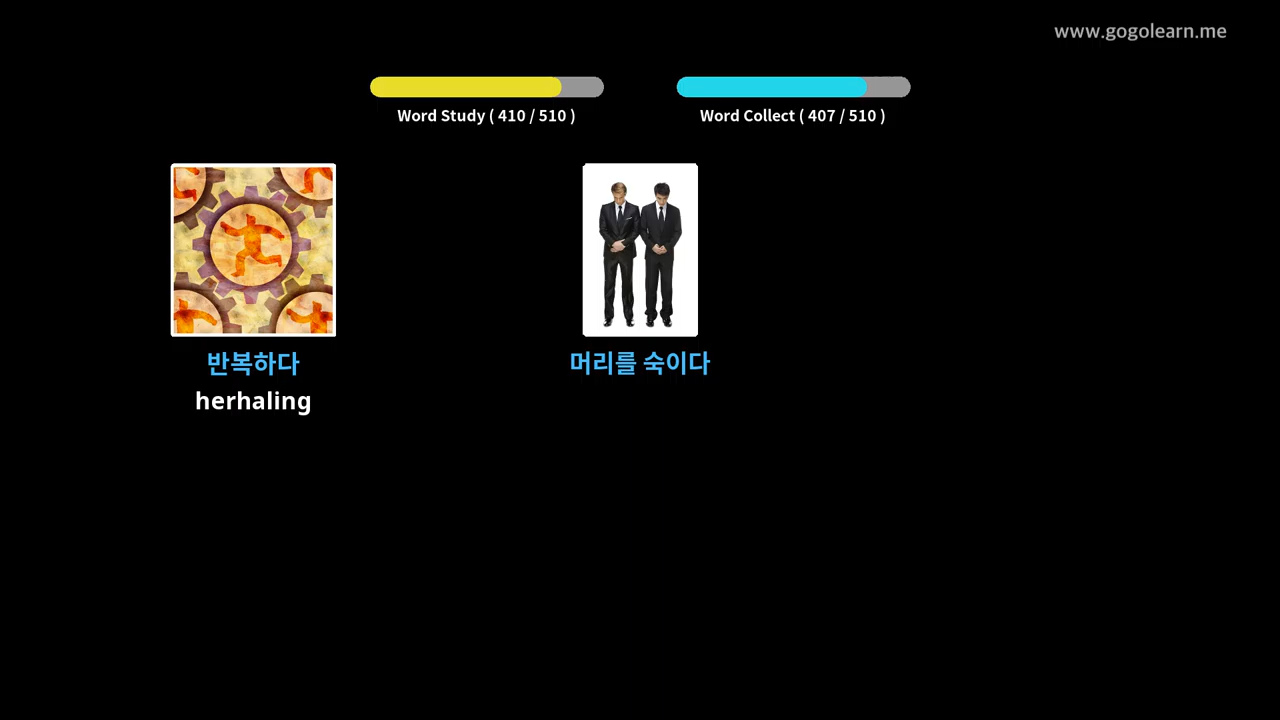 www.gogolearn.me
Word Study ( 410 / 510 )
Word Collect ( 407 / 510 )
반복하다
머리를 숙이다
herhaling